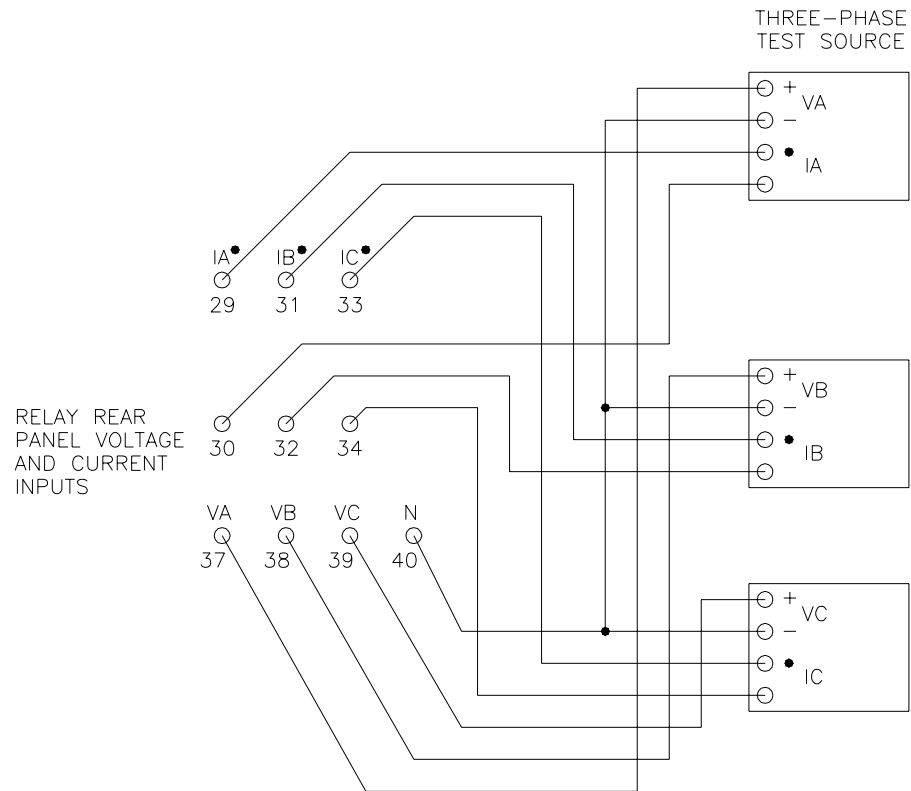 THREE-PHASE
TEST SOURCE
+
VA
-
IA
IA IB IC
29 31 33
+
VB
-
IB
RELAY REAR
PANEL VOLTAGE
AND CURRENT
INPUTS
30 32 34
VA VB VC N
37 38 39 40
+
VC
-
IC